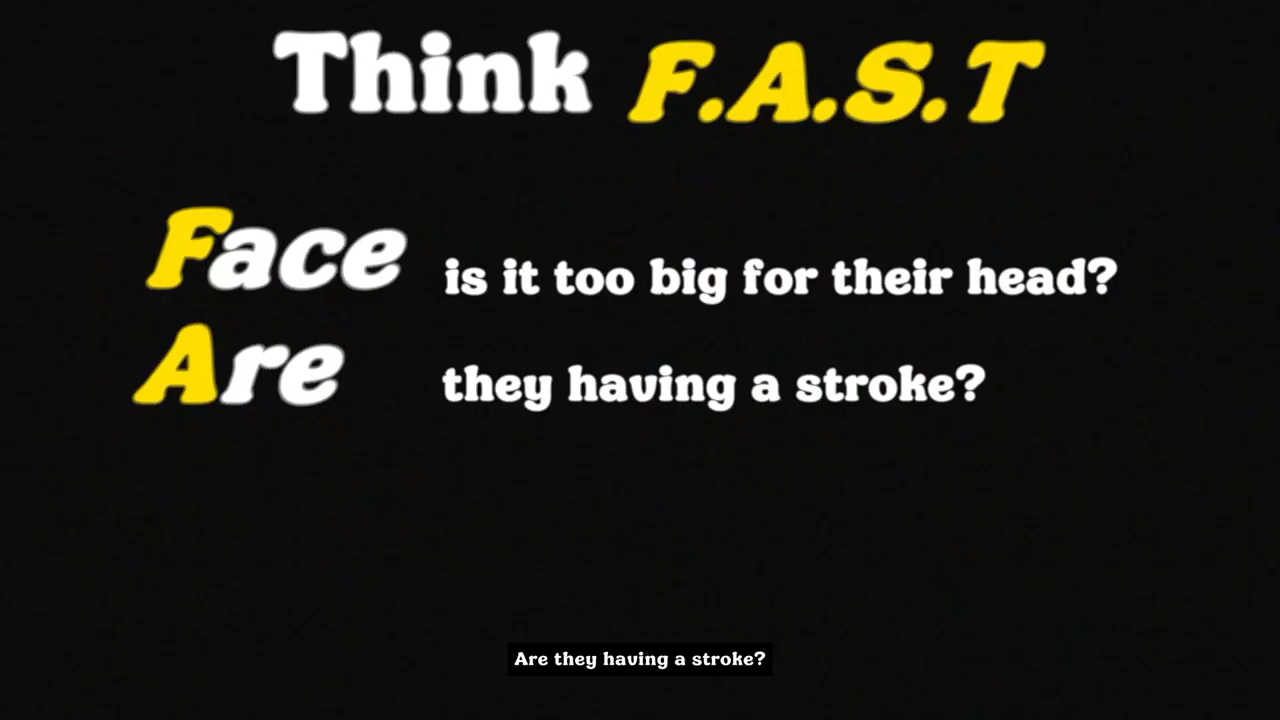 Think F.A.S.T
Face is it too big for their head?
Are they having a stroke?
Are they having a stroke?